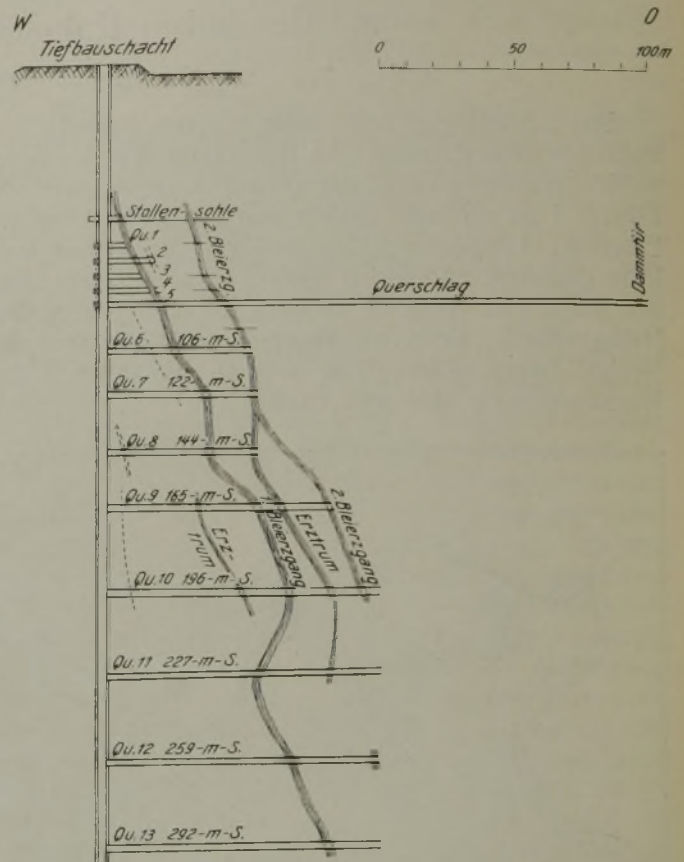 W O
Tiefbauschacht
0 50 100m
Stollen- sohle
Qu.1
2
3
4
5
2. Bleierzg.
Querschlag
Dammtür
Qu.6 106-m-S.
Qu.7 122-m-S.
Qu.8 144-m-S.
Qu.9 165-m-S.
Erz-
trum
1. Bleierzgang
Erztrum
2. Bleierzgang
Qu.10 196-m-S.
Qu.11 227-m-S.
Qu.12 259-m-S.
Qu.13 292-m-S.